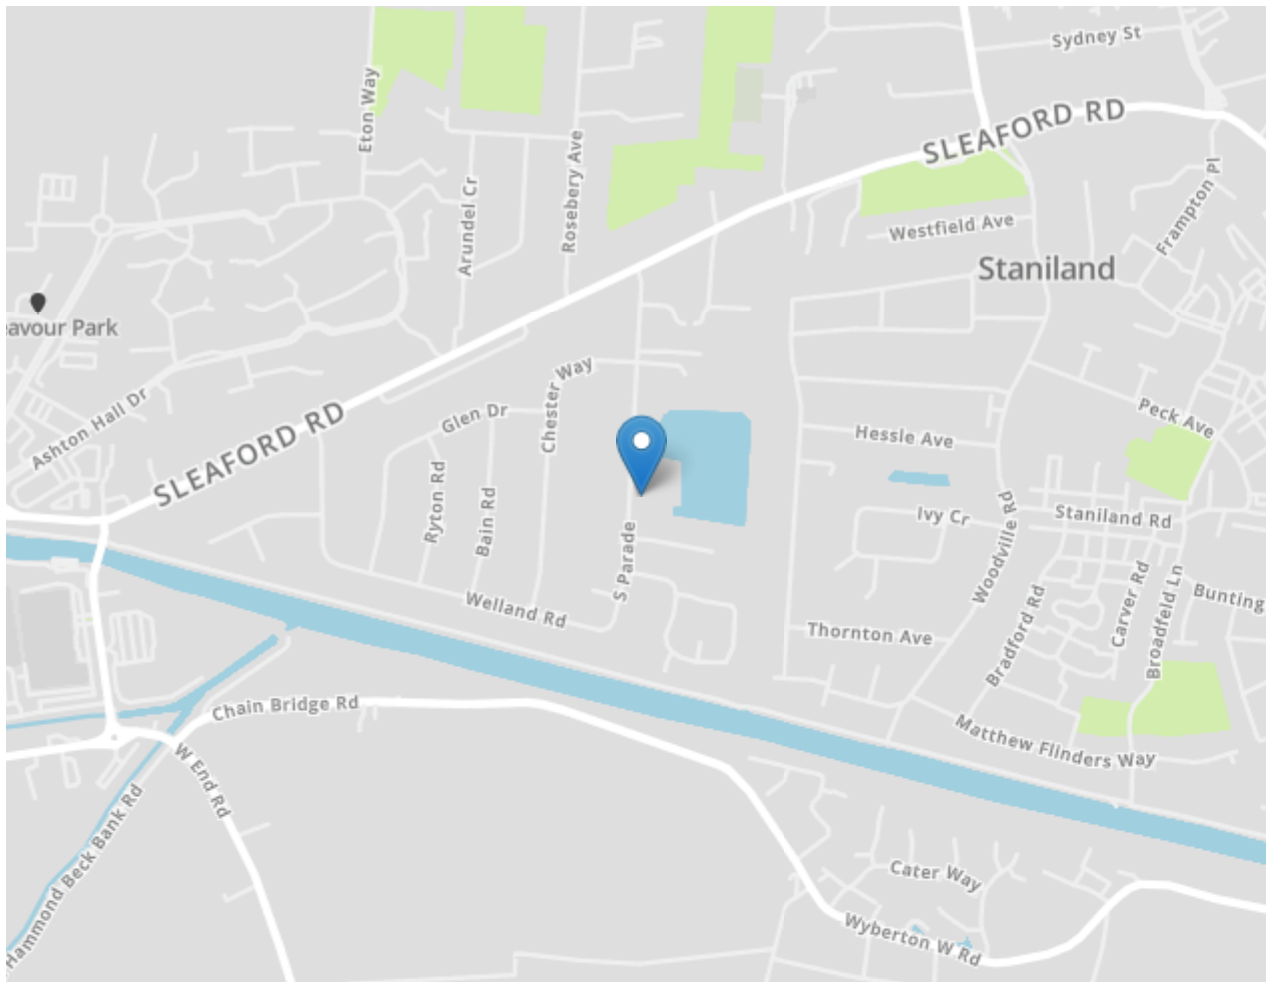 Sydney St
Eton Way
SLEAFORD RD
Rosebery Ave
Arundel Cr
Frampton Pl
Westfield Ave
Staniland
eavour Park
Chester Way
Ashton Hall Dr
Glen Dr
SLEAFORD RD
Peck Ave
Hessle Ave
Ryton Rd
Bain Rd
Ivy Cr
Staniland Rd
Woodville Rd
S Parade
Welland Rd
Carver Rd
Broadfeld Ln
Bunting
Bradford Rd
Thornton Ave
Chain Bridge Rd
Matthew Flinders Way
W End Rd
Hammond Beck Bank Rd
Cater Way
Wyberton W Rd